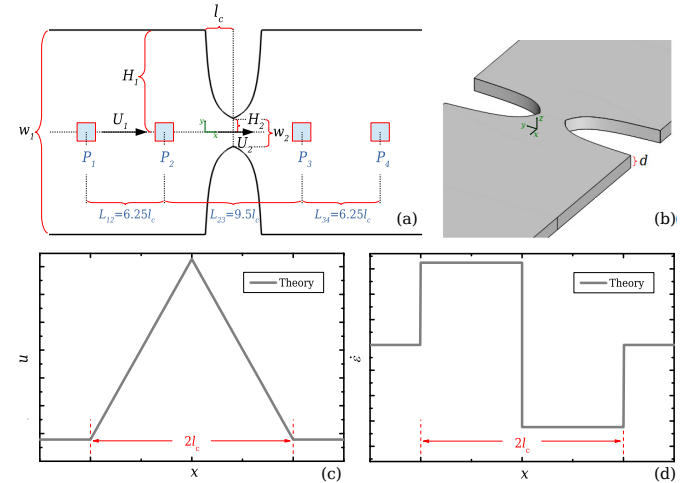 l_c
H_1
w_1
U_1
y
x
H_2
w_2
U_2
P_1
P_2
P_3
P_4
L_12=6.25l_c
L_23=9.5l_c
L_34=6.25l_c
(a)
z
y
x
d
(b)
Theory
u
2l_c
x
(c)
Theory
ε̇
2l_c
x
(d)